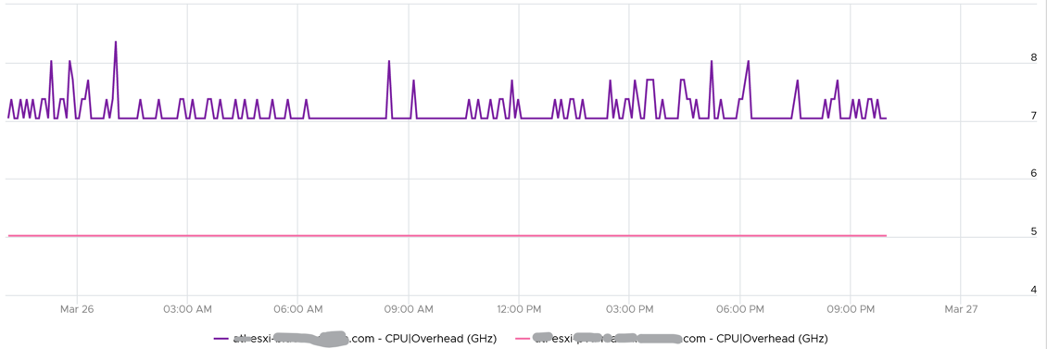 8
7
6
5
4
Mar 26 03:00 AM 06:00 AM 09:00 AM 12:00 PM 03:00 PM 06:00 PM 09:00 PM Mar 27
.com - CPU|Overhead (GHz) com - CPU|Overhead (GHz)